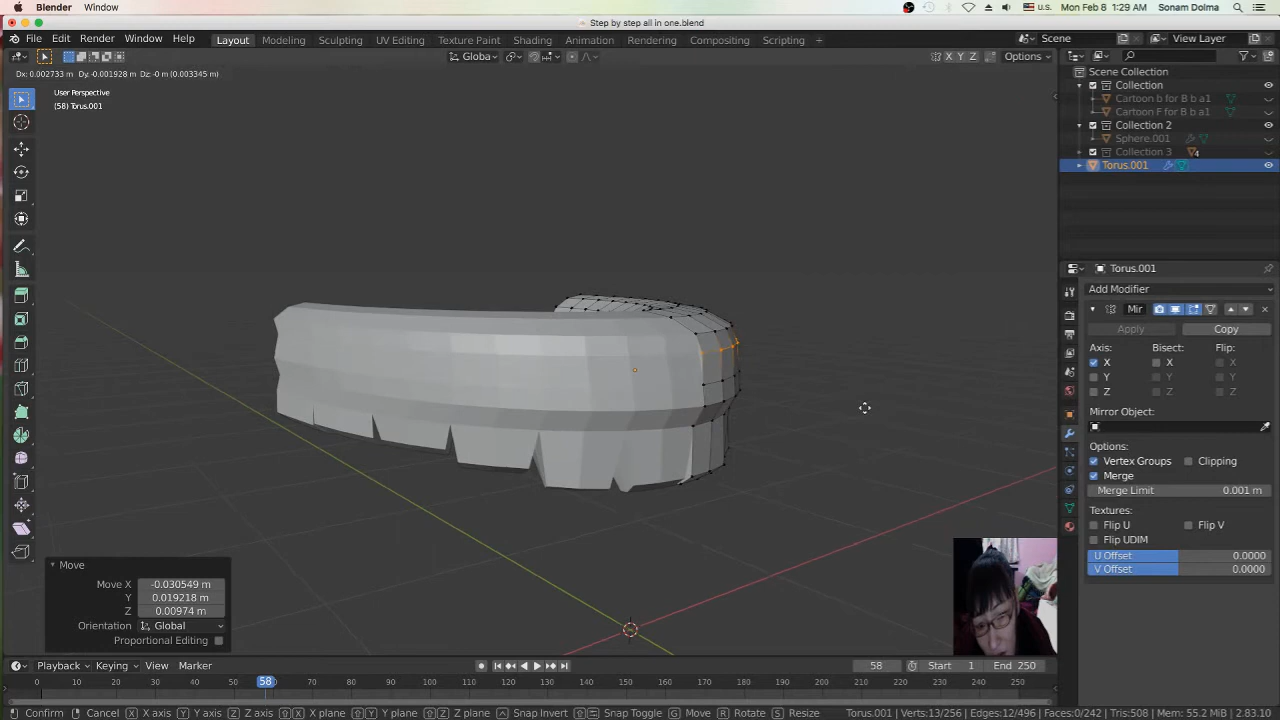 Blender Window U.S. Mon Feb 8 1:29 AM Sonam Dolma
Step by step all in one.blend
File Edit Render Window Help Layout Modeling Sculpting UV Editing Texture Paint Shading Animation Rendering Compositing Scripting + Scene View Layer
Globa X Y Z Options
Dx: 0.002733 m Dy: -0.001928 m Dz: -0 m (0.003345 m)
User Perspective
(58) Torus.001
Scene Collection
Collection
Cartoon b for B b a1
Cartoon F for B b a1
Collection 2
Sphere.001
Collection 3 4
Torus.001
Torus.001
Add Modifier
Mir
Apply Copy
Axis: Bisect: Flip:
X X X
Y Y Y
Z Z Z
Mirror Object:
Options:
Vertex Groups Clipping
Merge
Merge Limit 0.001 m
Textures:
Flip U Flip V
Flip UDIM
U Offset 0.0000
V Offset 0.0000
Move
Move X -0.030549 m
Y 0.019218 m
Z 0.00974 m
Orientation Global
Proportional Editing
Playback Keying View Marker 58 Start 1 End 250
0 10 20 30 40 50 58 70 80 90 100 110 120 130 140 150 160 170 180 190 200 210 220 230 240 250
Confirm Cancel X X axis Y Y axis Z Z axis X X plane Y Y plane Z Z plane Snap Invert Snap Toggle G Move R Rotate S Resize Torus.001 | Verts:13/256 | Edges:12/496 | Faces:0/242 | Tris:508 | Mem: 55.2 MiB | 2.83.10